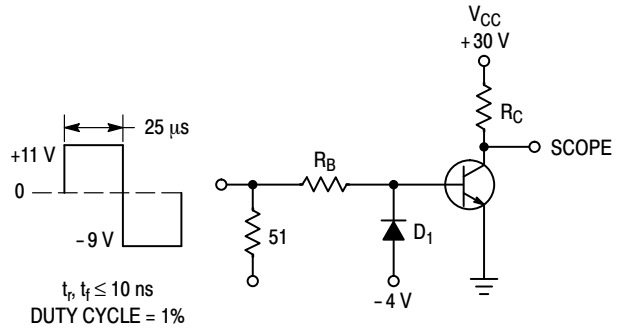 V_CC
+30 V
R_C
25 μs
+11 V
SCOPE
R_B
0
51
D_1
−9 V
−4 V
t_r, t_f ≤ 10 ns
DUTY CYCLE = 1%